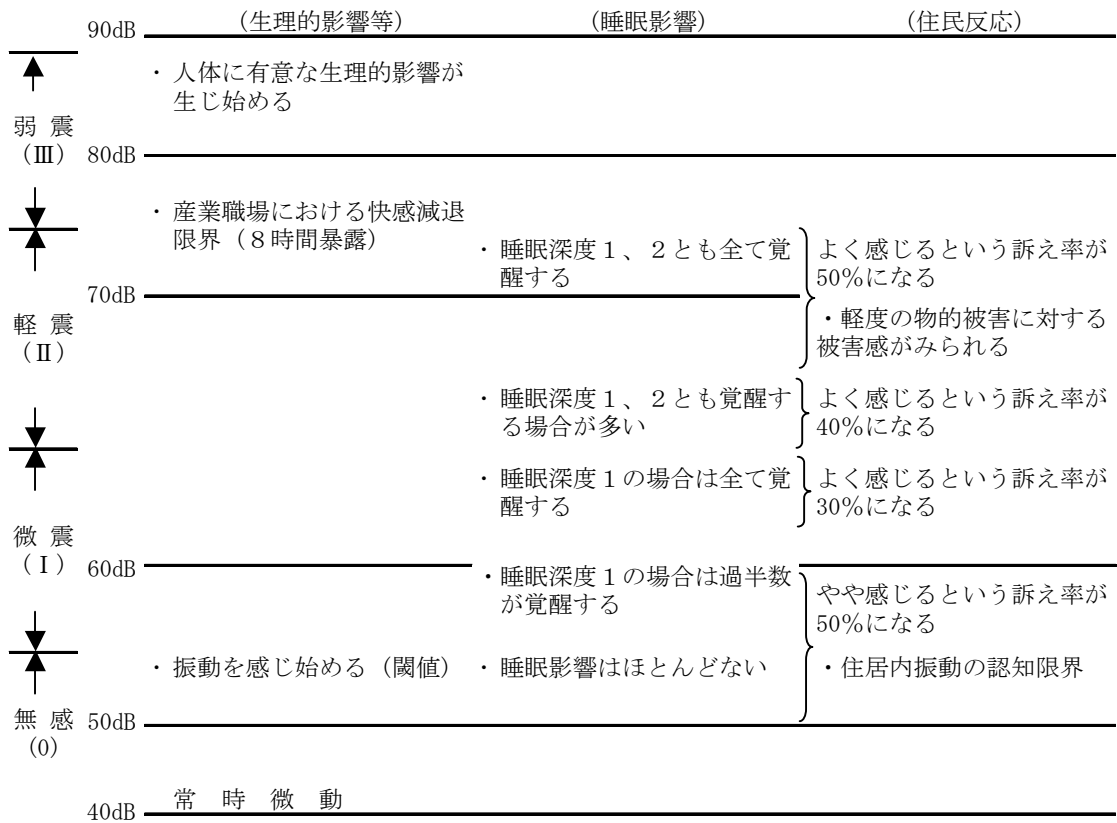 (生理的影響等)
(睡眠影響)
(住民反応)
90dB
・人体に有意な生理的影響が
生じ始める
弱 震
(Ⅲ)
80dB
・産業職場における快感減退
限界(8時間暴露)
・睡眠深度1、2とも全て覚
醒する
よく感じるという訴え率が
50%になる
70dB
・軽度の物的被害に対する
被害感がみられる
軽 震
(Ⅱ)
・睡眠深度1、2とも覚醒す
る場合が多い
よく感じるという訴え率が
40%になる
・睡眠深度1の場合は全て覚
醒する
よく感じるという訴え率が
30%になる
微 震
(Ⅰ)
60dB
・睡眠深度1の場合は過半数
が覚醒する
やや感じるという訴え率が
50%になる
・振動を感じ始める(閾値)
・睡眠影響はほとんどない
・住居内振動の認知限界
無 感
(0)
50dB
常 時 微 動
40dB